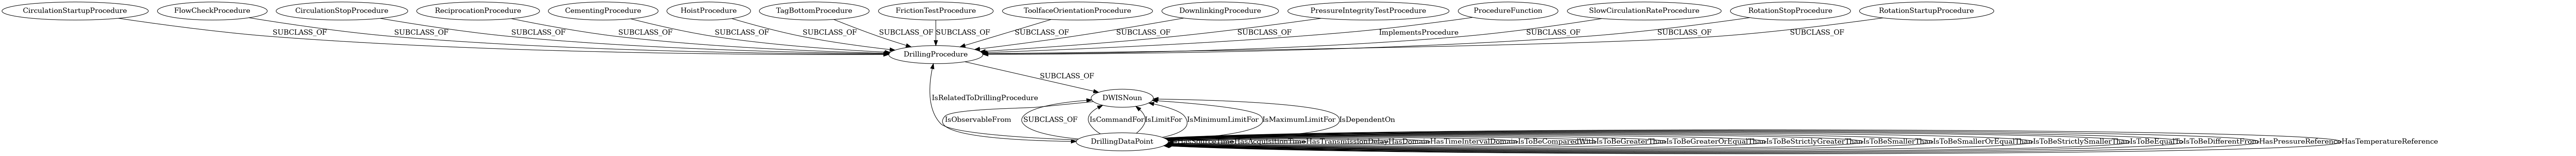 CirculationStartupProcedure
FlowCheckProcedure
CirculationStopProcedure
ReciprocationProcedure
CementingProcedure
HoistProcedure
TagBottomProcedure
FrictionTestProcedure
ToolfaceOrientationProcedure
DownlinkingProcedure
PressureIntegrityTestProcedure
ProcedureFunction
SlowCirculationRateProcedure
RotationStopProcedure
RotationStartupProcedure
SUBCLASS_OF
SUBCLASS_OF
SUBCLASS_OF
SUBCLASS_OF
SUBCLASS_OF
SUBCLASS_OF
SUBCLASS_OF
SUBCLASS_OF
SUBCLASS_OF
SUBCLASS_OF
SUBCLASS_OF
ImplementsProcedure
SUBCLASS_OF
SUBCLASS_OF
SUBCLASS_OF
DrillingProcedure
SUBCLASS_OF
IsRelatedToDrillingProcedure
DWISNoun
IsObservableFrom
SUBCLASS_OF
IsCommandFor
IsLimitFor
IsMinimumLimitFor
IsMaximumLimitFor
IsDependentOn
DrillingDataPoint
HasAcquisitionTime
HasTransmissionDelay
HasDomain
HasTimeIntervalDomain
IsToBeComparedWith
IsToBeGreaterThan
IsToBeGreaterOrEqualThan
IsToBeStrictlyGreaterThan
IsToBeSmallerThan
IsToBeSmallerOrEqualThan
IsToBeStrictlySmallerThan
IsToBeEqualTo
IsToBeDifferentFrom
HasPressureReference
HasTemperatureReference